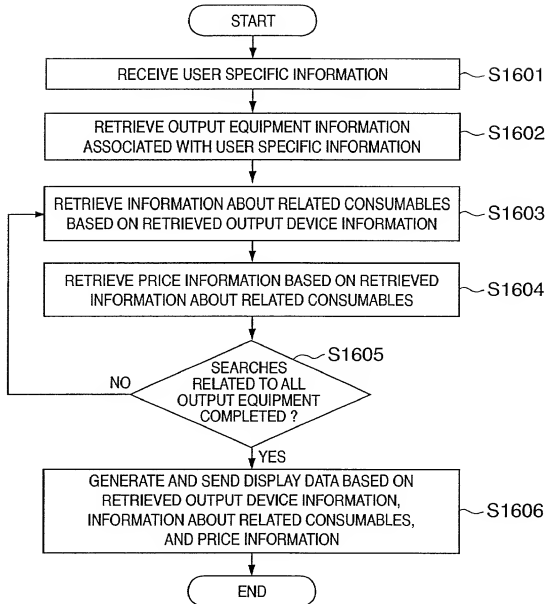 START
RECEIVE USER SPECIFIC INFORMATION
S1601
RETRIEVE OUTPUT EQUIPMENT INFORMATION
ASSOCIATED WITH USER SPECIFIC INFORMATION
S1602
RETRIEVE INFORMATION ABOUT RELATED CONSUMABLES
BASED ON RETRIEVED OUTPUT DEVICE INFORMATION
S1603
RETRIEVE PRICE INFORMATION BASED ON RETRIEVED
INFORMATION ABOUT RELATED CONSUMABLES
S1604
S1605
SEARCHES
RELATED TO ALL
OUTPUT EQUIPMENT
COMPLETED ?
NO
YES
GENERATE AND SEND DISPLAY DATA BASED ON
RETRIEVED OUTPUT DEVICE INFORMATION,
INFORMATION ABOUT RELATED CONSUMABLES,
AND PRICE INFORMATION
S1606
END